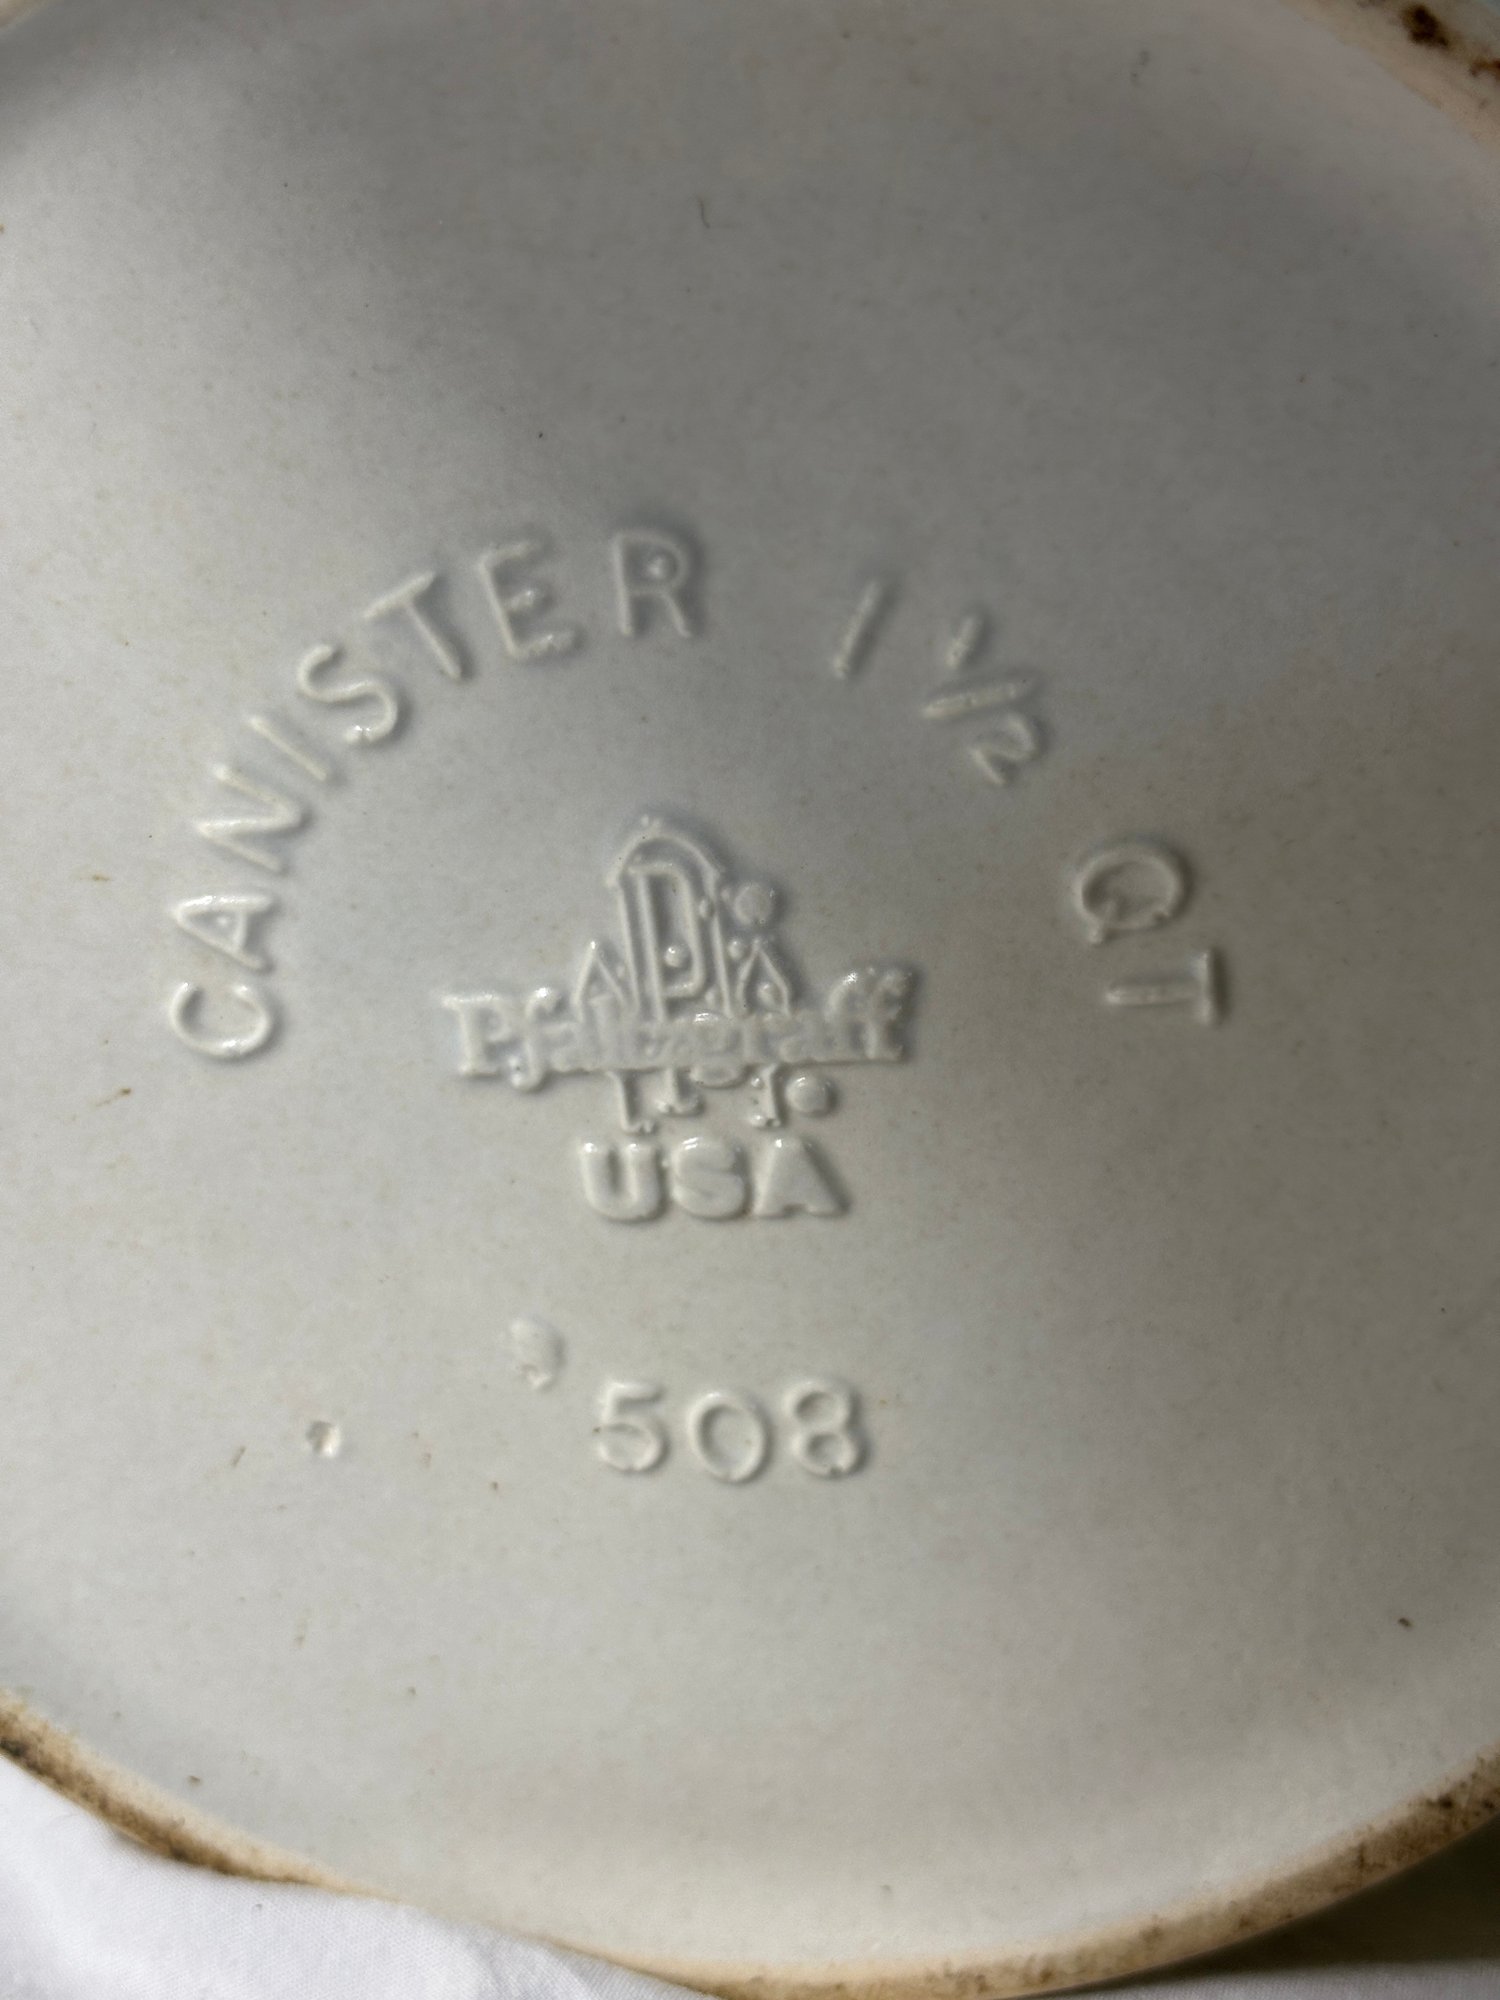 CANISTER 1 1/2 QT
P
Pfaltzgraff
USA
508